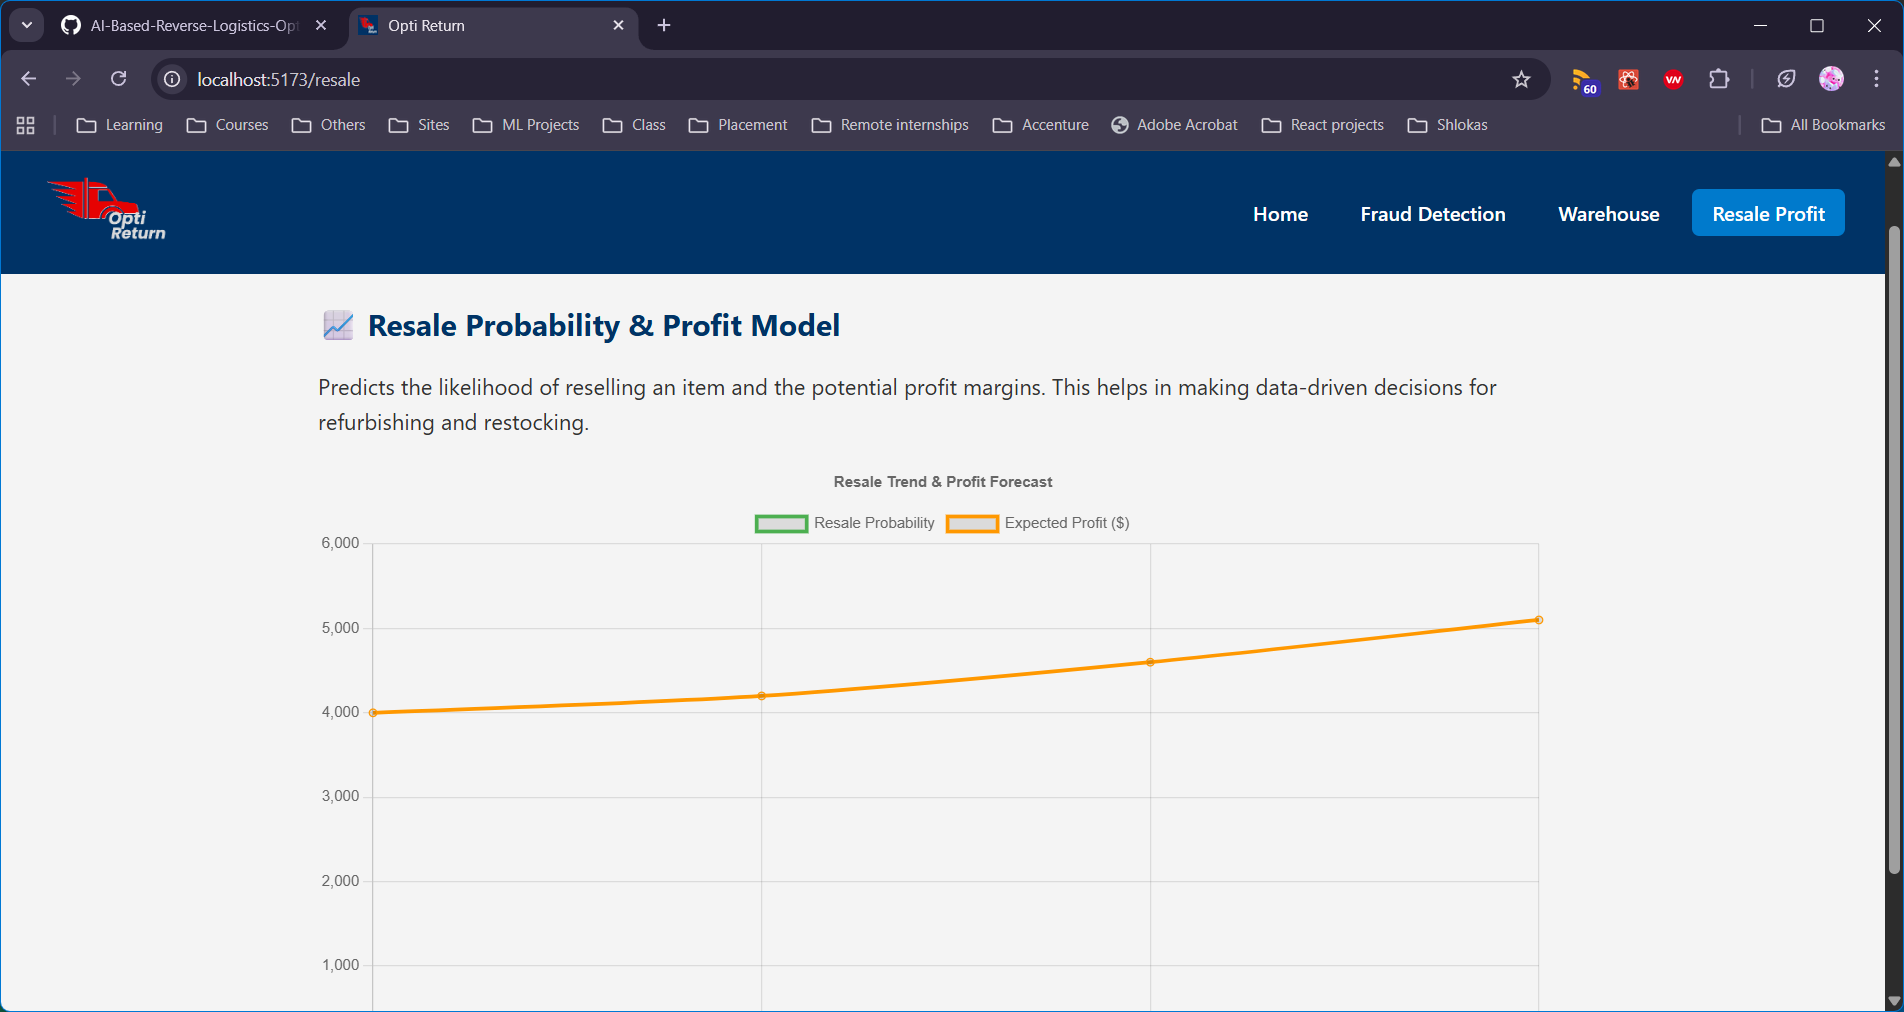 AI-Based-Reverse-Logistics-Opt
Opti Return
localhost:5173/resale
60
VN
Learning
Courses
Others
Sites
ML Projects
Class
Placement
Remote internships
Accenture
Adobe Acrobat
React projects
Shlokas
All Bookmarks
Opti
Return
Home
Fraud Detection
Warehouse
Resale Profit
Resale Probability & Profit Model
Predicts the likelihood of reselling an item and the potential profit margins. This helps in making data-driven decisions for
refurbishing and restocking.
Resale Trend & Profit Forecast
Resale Probability
Expected Profit ($)
6,000
5,000
4,000
3,000
2,000
1,000